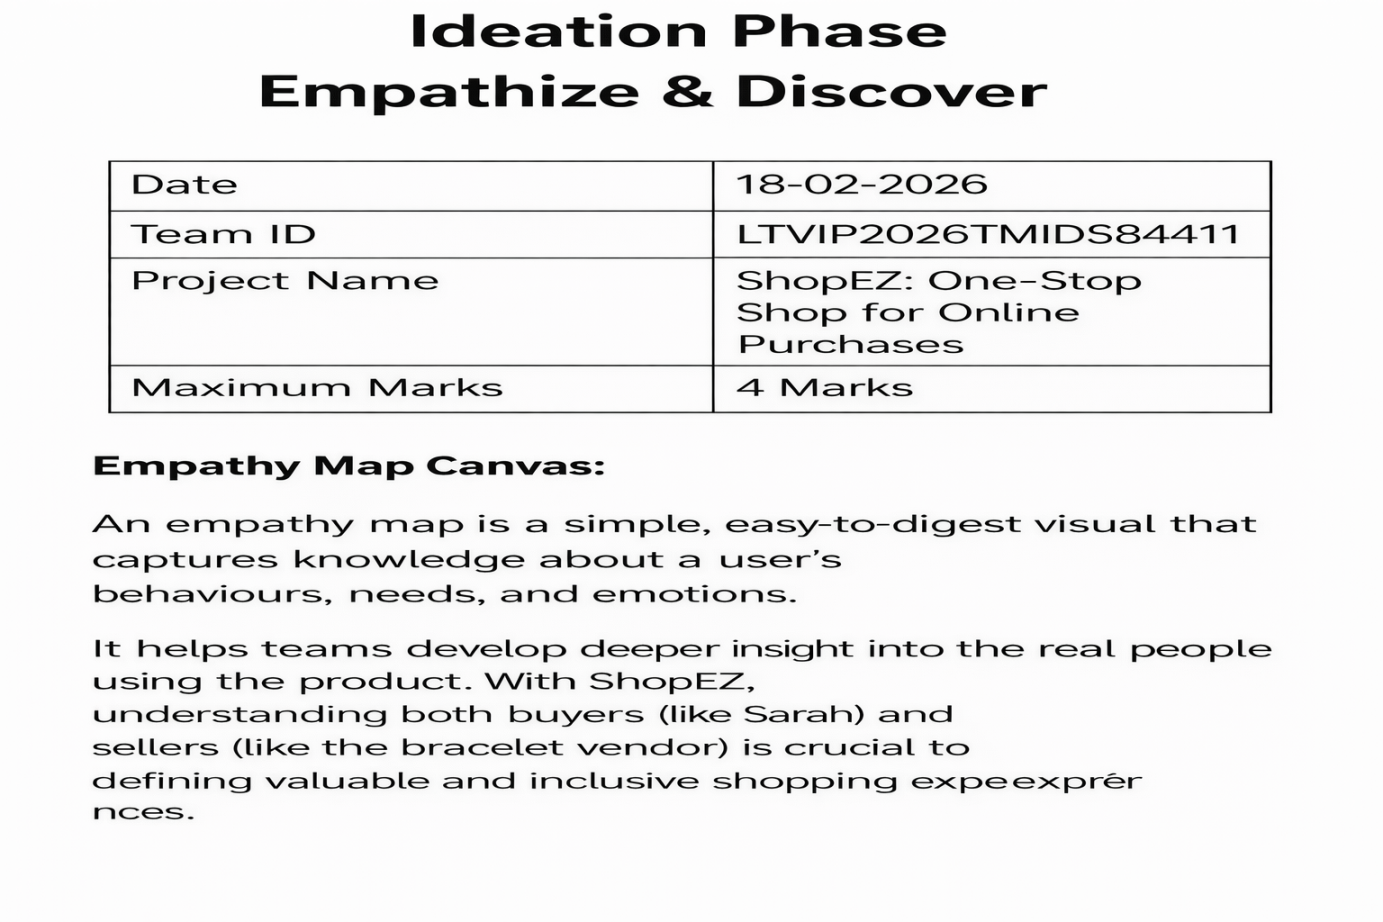 Ideation Phase
Empathize & Discover
Date 18-02-2026
Team ID LTVIP2026TMIDS84411
Project Name ShopEZ: One-Stop
Shop for Online
Purchases
Maximum Marks 4 Marks
Empathy Map Canvas:
An empathy map is a simple, easy-to-digest visual that
captures knowledge about a user’s
behaviours, needs, and emotions.
It helps teams develop deeper insight into the real people
using the product. With ShopEZ,
understanding both buyers (like Sarah) and
sellers (like the bracelet vendor) is crucial to
defining valuable and inclusive shopping expeexprér
nces.